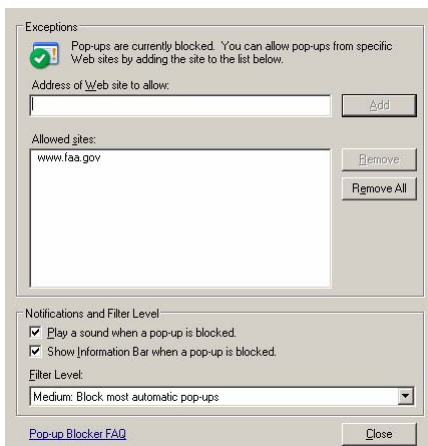 Exceptions
Pop-ups are currently blocked. You can allow pop-ups from specific
Web sites by adding the site to the list below.
Address of Web site to allow:
Add
Allowed sites:
www.faa.gov
Remove
Remove All
Notifications and Filter Level
Play a sound when a pop-up is blocked.
Show Information Bar when a pop-up is blocked.
Filter Level:
Medium: Block most automatic pop-ups
Pop-up Blocker FAQ
Close